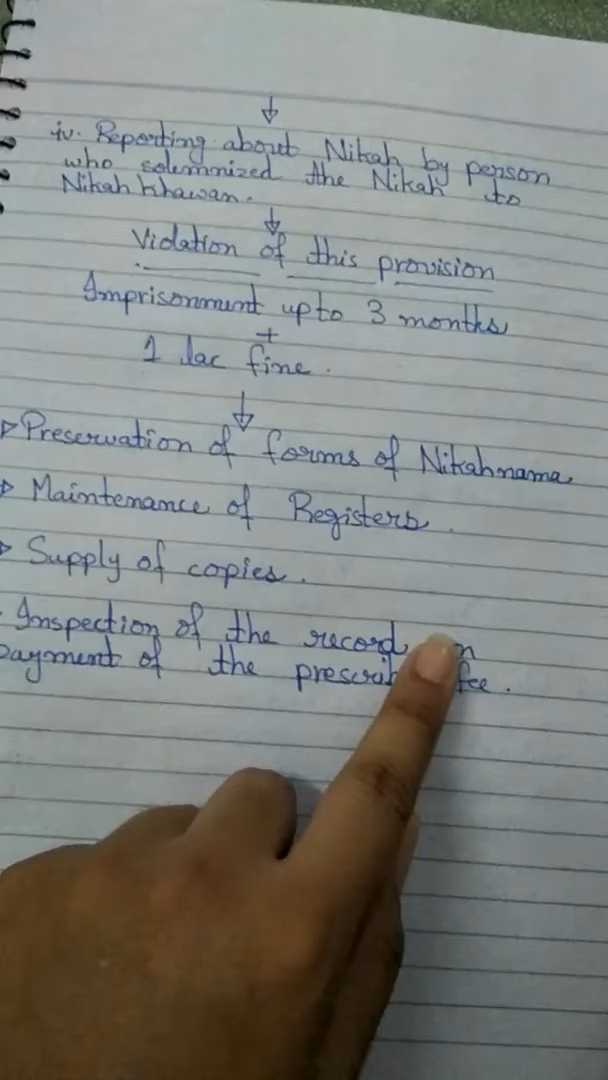 ↓
iv. Reporting about Nikah by person
who solemnized the Nikah to
Nikah khawan.
↓
Violation of this provision
Imprisonment upto 3 months
+
1 lac fine.
↓
▷ Preservation of forms of Nikahnama
▷ Maintenance of Registers.
▷ Supply of copies.
Inspection of the record
payment of the fee.